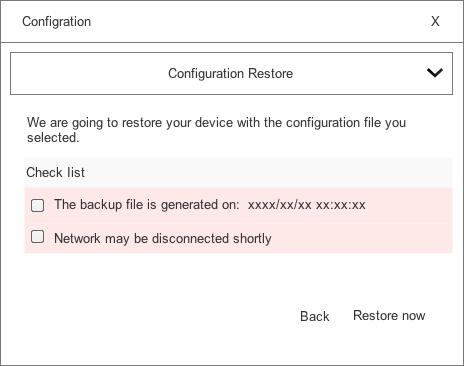 Configration
X
Configuration Restore
We are going to restore your device with the configuration file you
selected.
Check list
The backup file is generated on:  xxxx/xx/xx xx:xx:xx
Network may be disconnected shortly
Back
Restore now